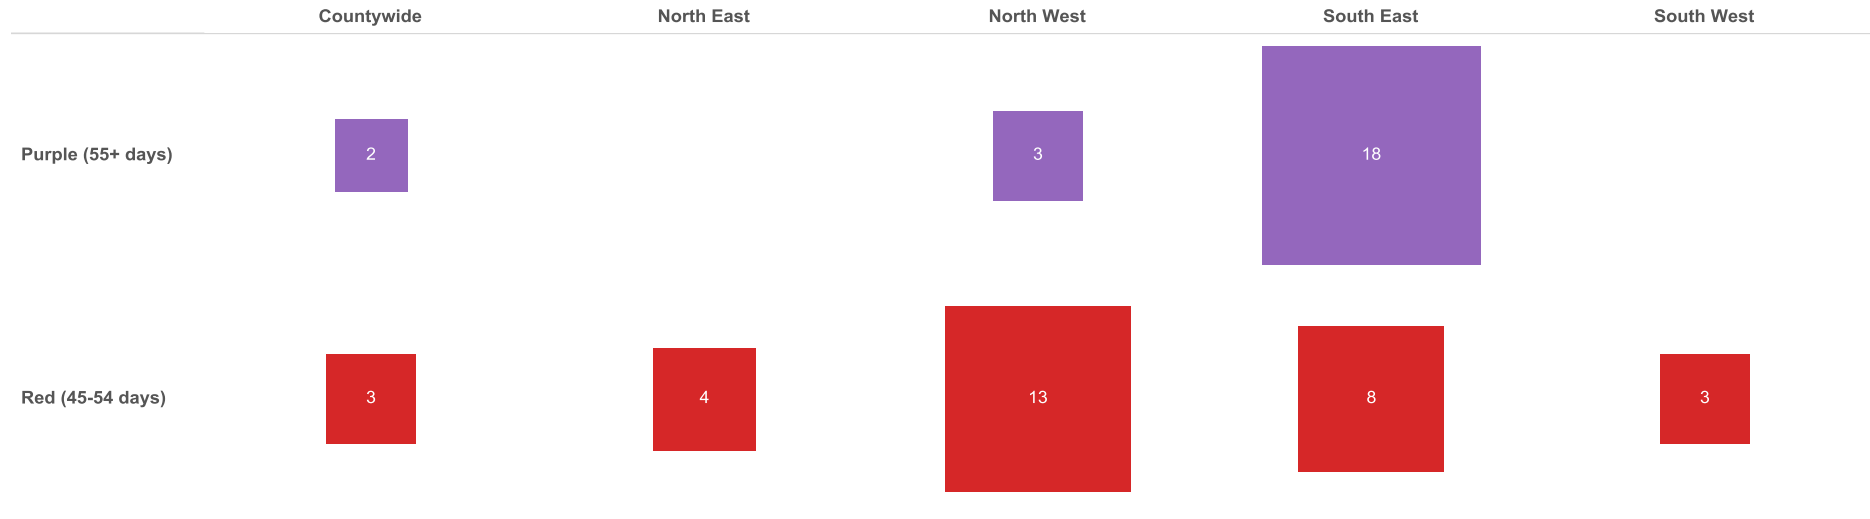 Countywide North East North West South East South West
Purple (55+ days) 2 3 18
Red (45-54 days) 3 4 13 8 3